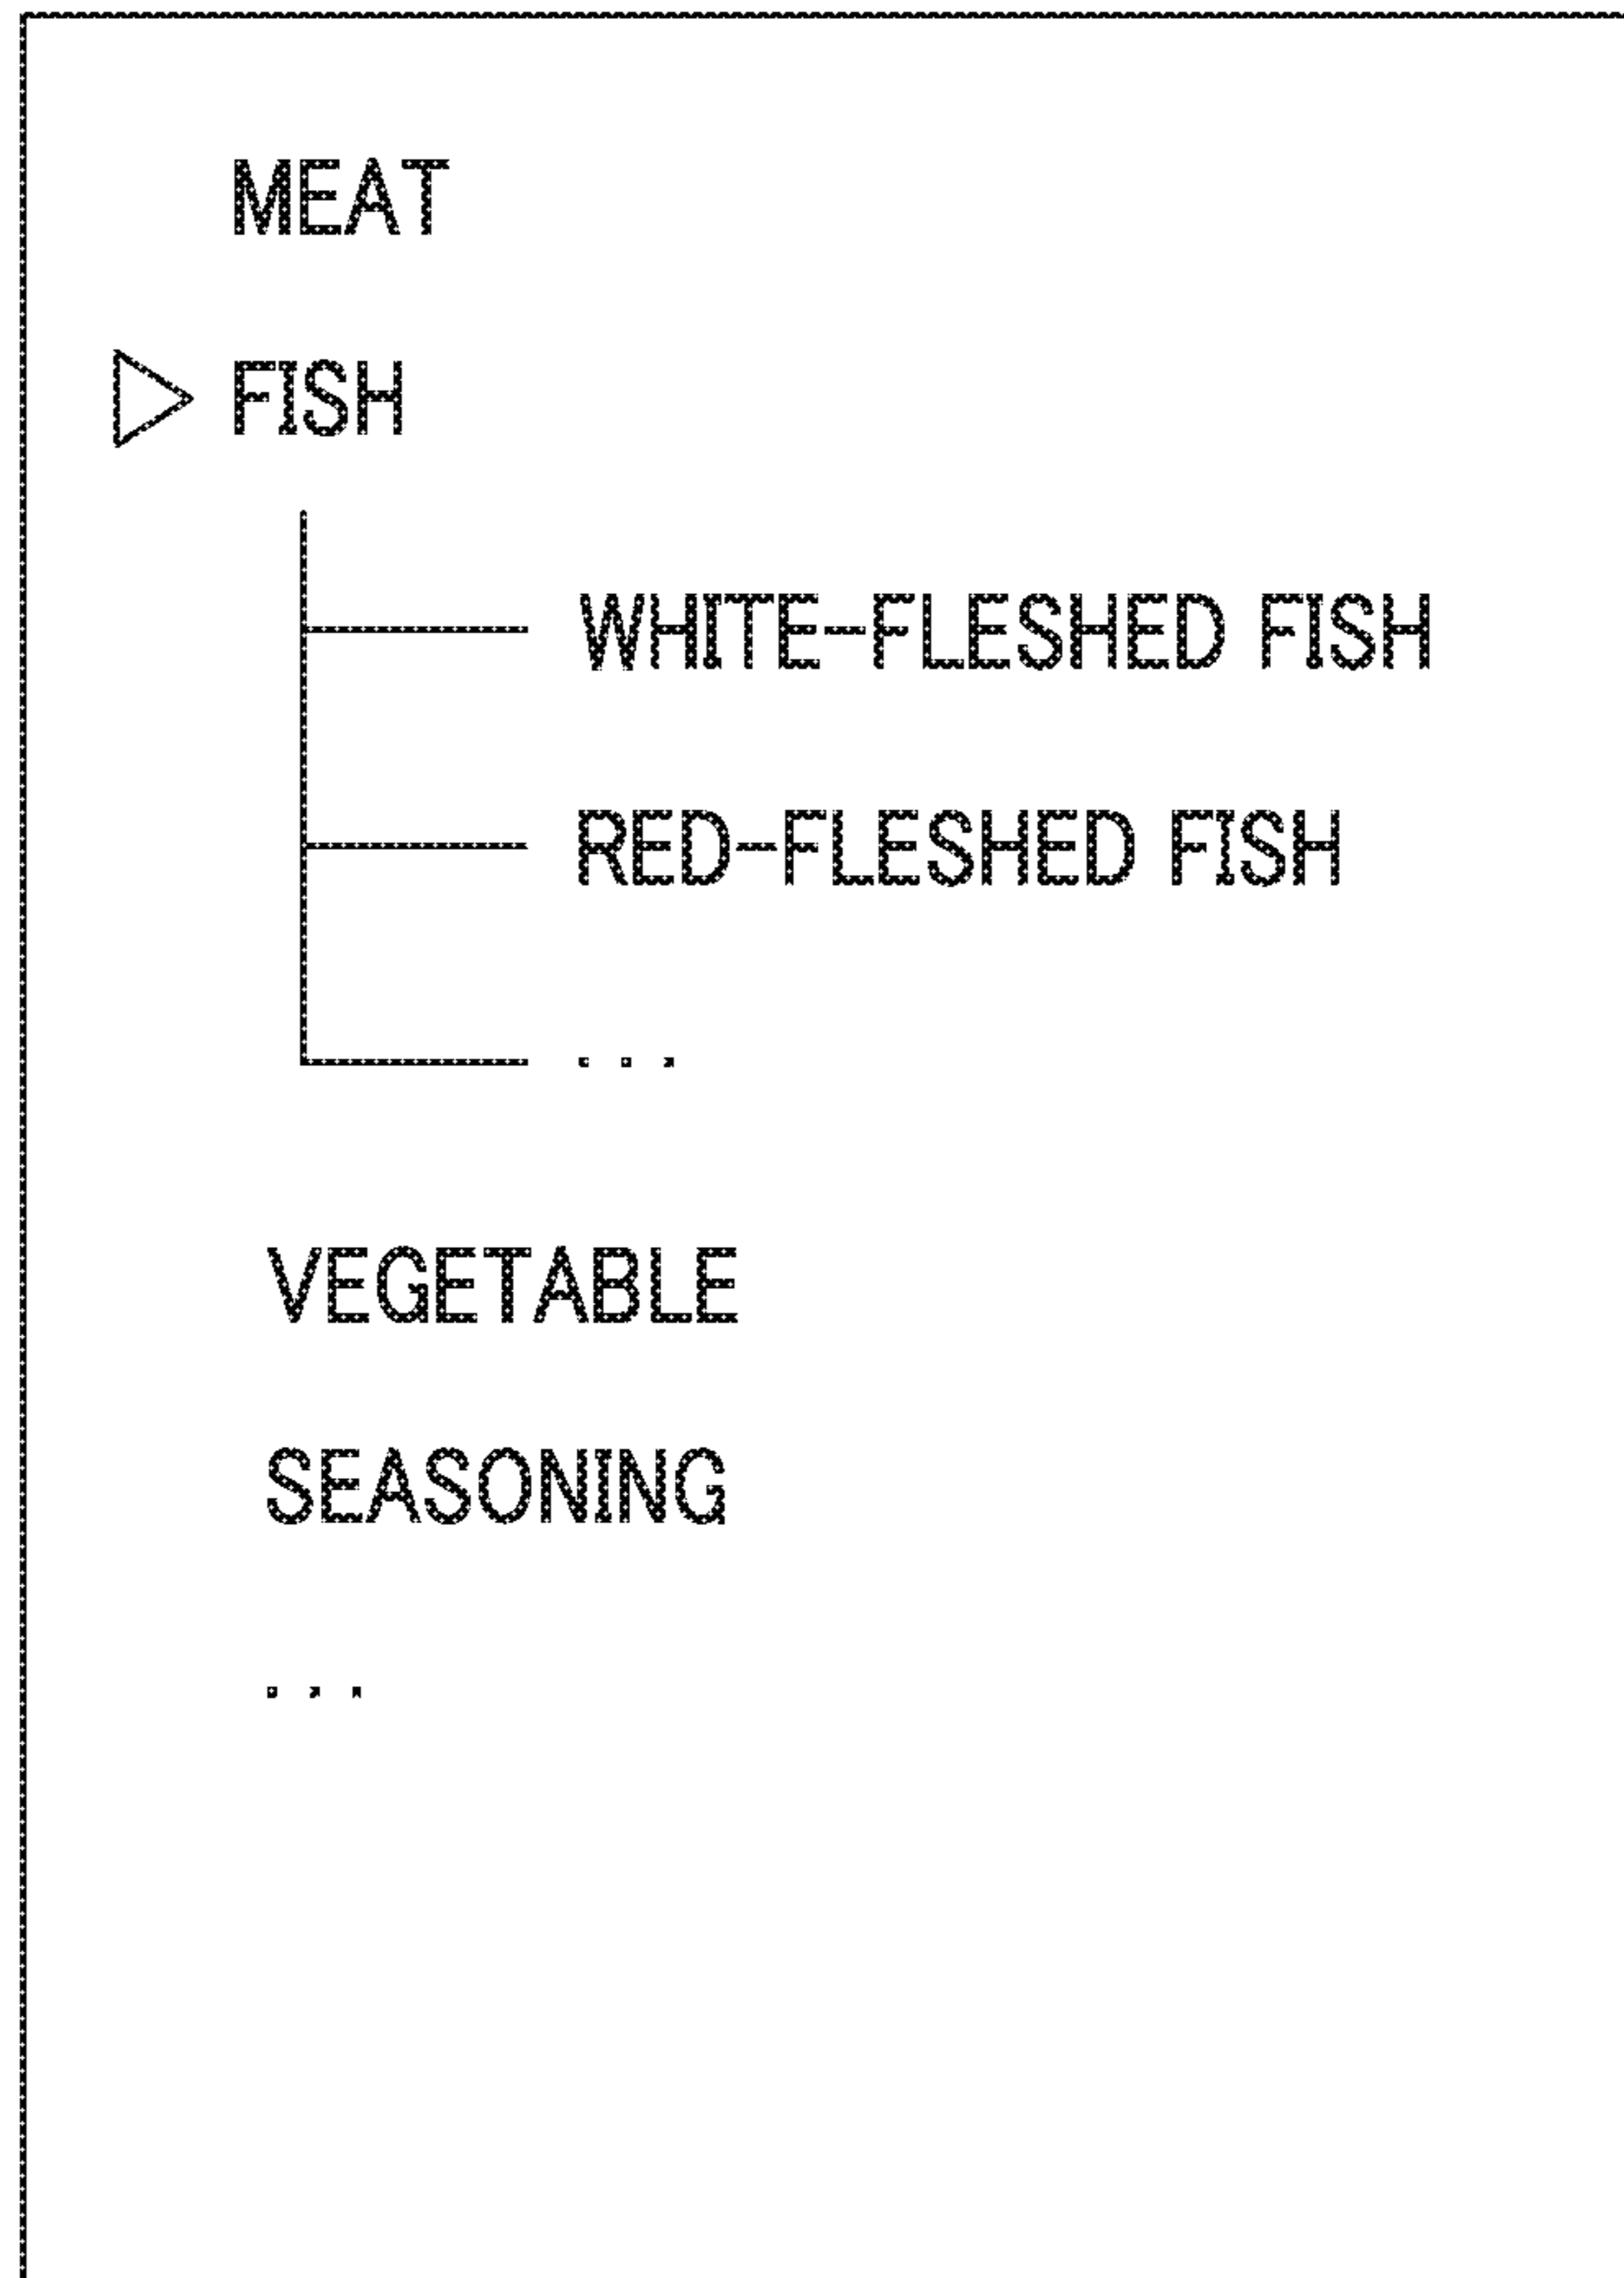 MEAT
FISH
WHITE-FLESHED FISH
RED-FLESHED FISH
...
VEGETABLE
SEASONING
...